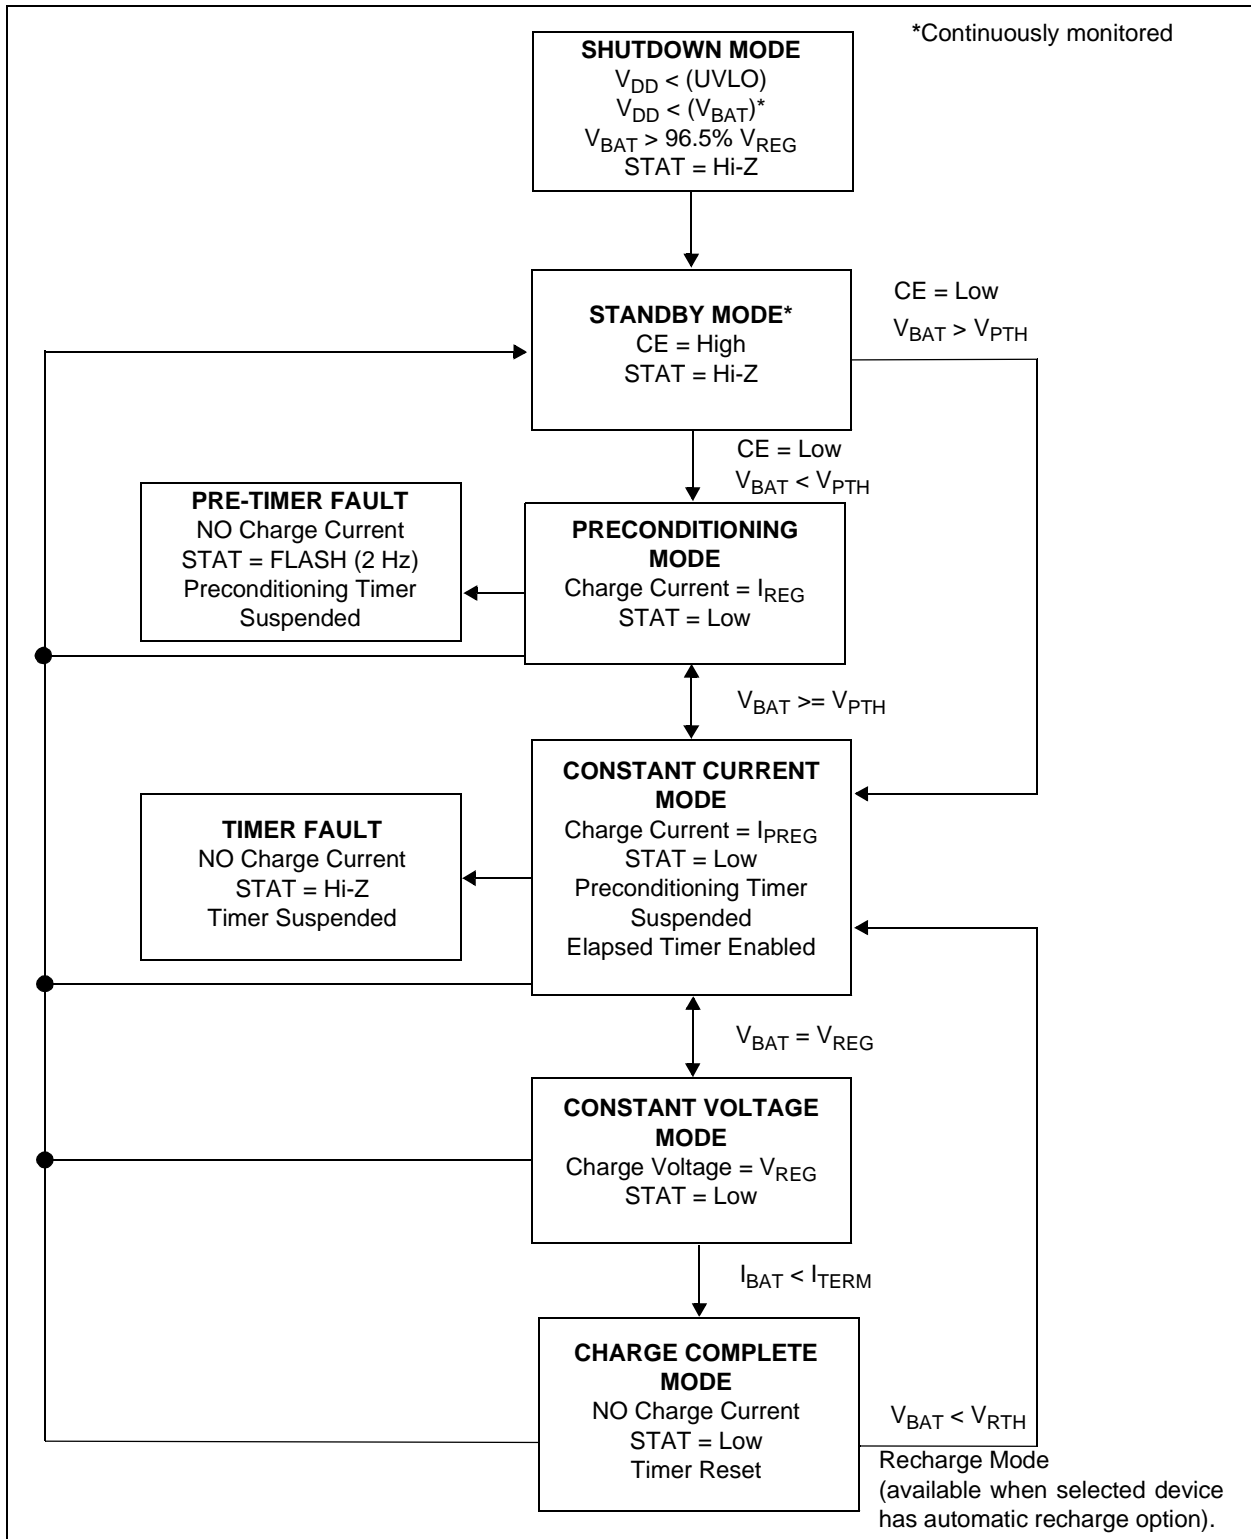 *Continuously monitored
SHUTDOWN MODE
VDD < (UVLO)
VDD < (VBAT)*
VBAT > 96.5% VREG
STAT = Hi-Z
STANDBY MODE*
CE = High
STAT = Hi-Z
CE = Low
VBAT > VPTH
CE = Low
VBAT < VPTH
PRE-TIMER FAULT
NO Charge Current
STAT = FLASH (2 Hz)
Preconditioning Timer
Suspended
PRECONDITIONING
MODE
Charge Current = IREG
STAT = Low
VBAT >= VPTH
CONSTANT CURRENT
MODE
Charge Current = IPREG
STAT = Low
Preconditioning Timer
Suspended
Elapsed Timer Enabled
TIMER FAULT
NO Charge Current
STAT = Hi-Z
Timer Suspended
VBAT = VREG
CONSTANT VOLTAGE
MODE
Charge Voltage = VREG
STAT = Low
IBAT < ITERM
CHARGE COMPLETE
MODE
NO Charge Current
STAT = Low
Timer Reset
VBAT < VRTH
Recharge Mode
(available when selected device
has automatic recharge option).